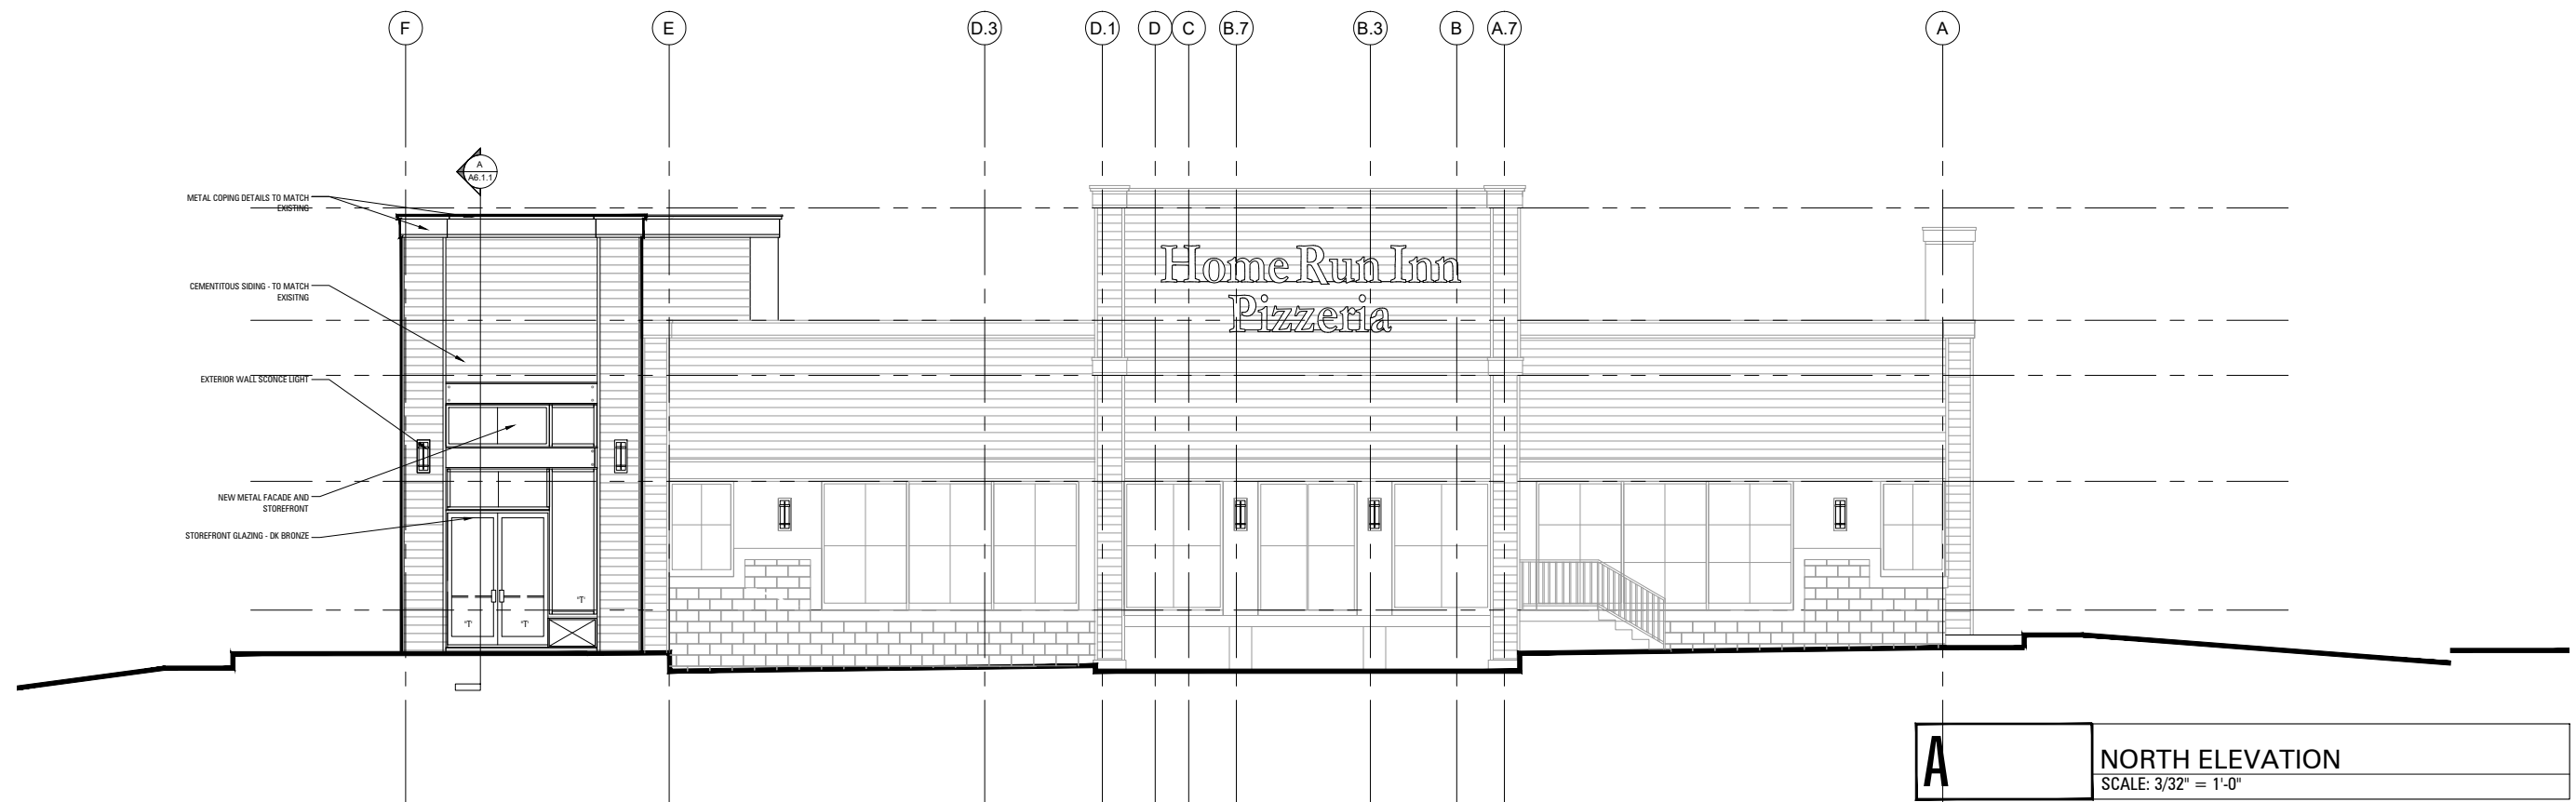 F E D.3 D.1 D C B.7 B.3 B A.7 A
A
A6.1.1
METAL COPING DETAILS TO MATCH
EXISTING
Home Run Inn
Pizzeria
CEMENTITOUS SIDING - TO MATCH
EXISITNG
EXTERIOR WALL SCONCE LIGHT
NEW METAL FACADE AND
STOREFRONT
STOREFRONT GLAZING - DK BRONZE
"T"
"T" "T"
A
NORTH ELEVATION
SCALE: 3/32" = 1'-0"